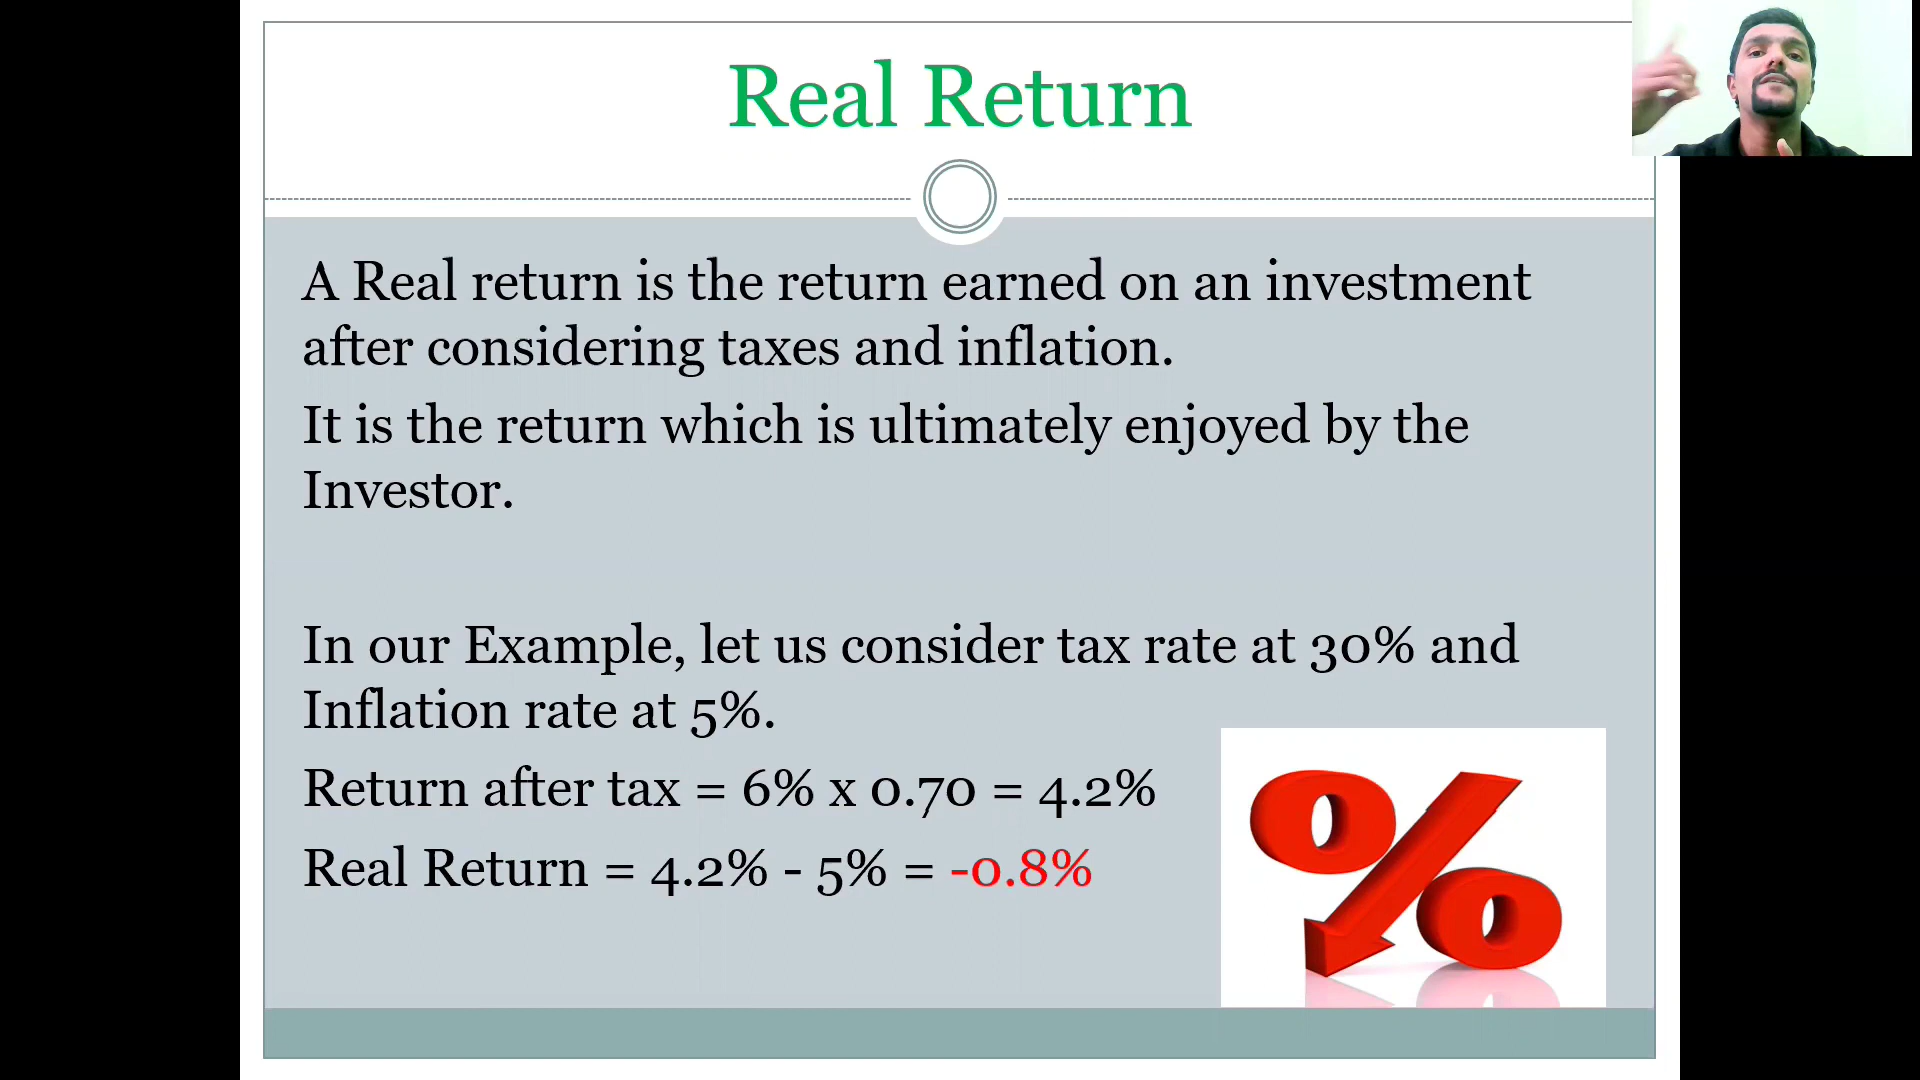 Real Return
A Real return is the return earned on an investment
after considering taxes and inflation.
It is the return which is ultimately enjoyed by the
Investor.
In our Example, let us consider tax rate at 30% and
Inflation rate at 5%.
Return after tax = 6% x 0.70 = 4.2%
Real Return = 4.2% - 5% = -0.8%